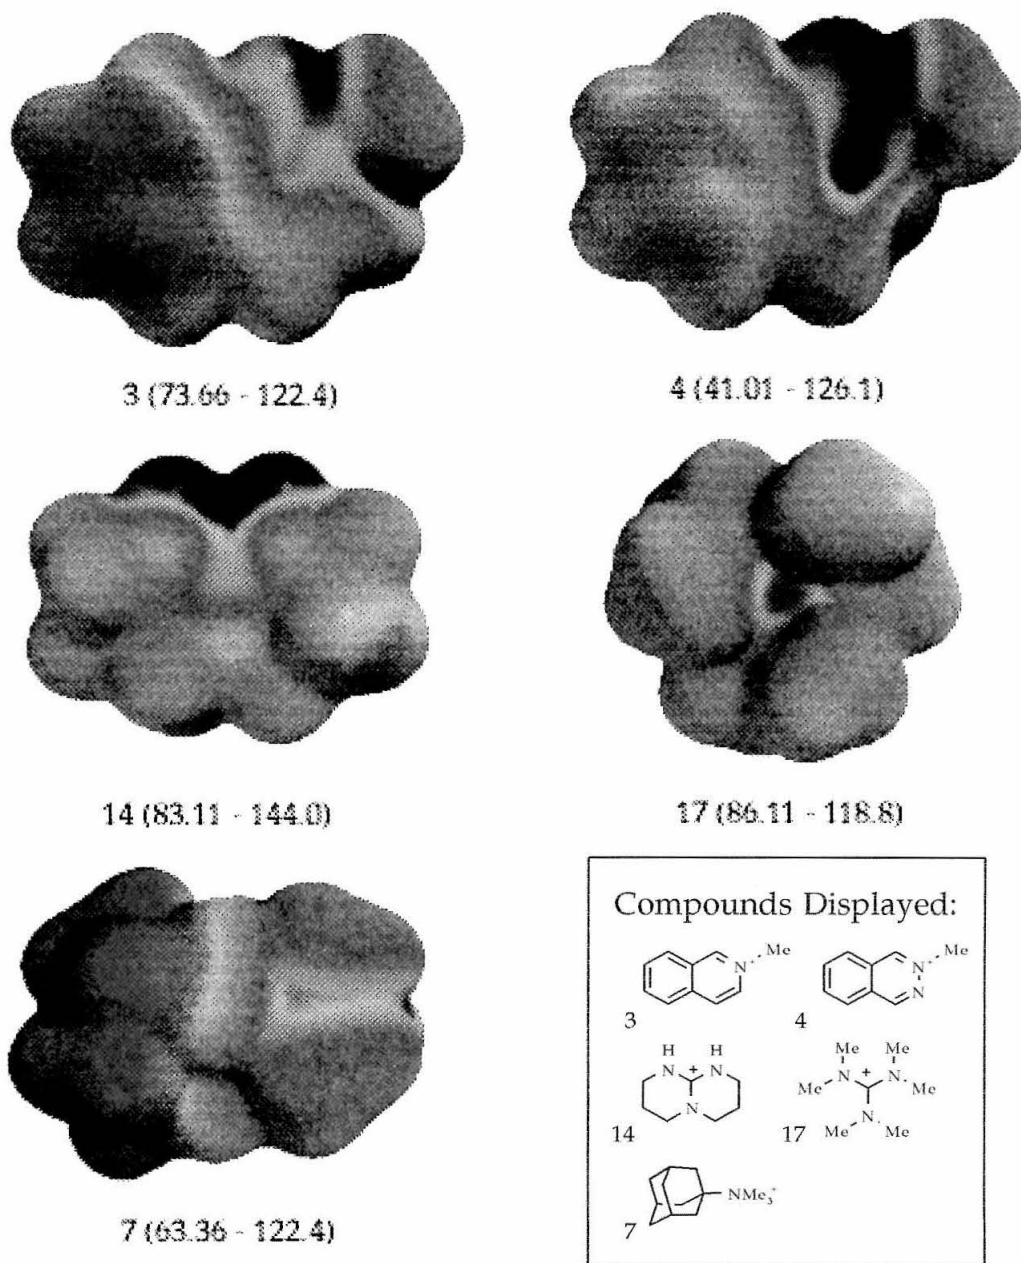 3 (73.66 - 122.4)
4 (41.01 - 126.1)
14 (83.11 - 144.0)
17 (86.11 - 118.8)
7 (63.36 - 122.4)
Compounds Displayed:
N+ Me
3
N+ Me
N
4
H H
N + N
N
14
Me Me
Me N + N Me
N
Me Me
17
NMe3+
7